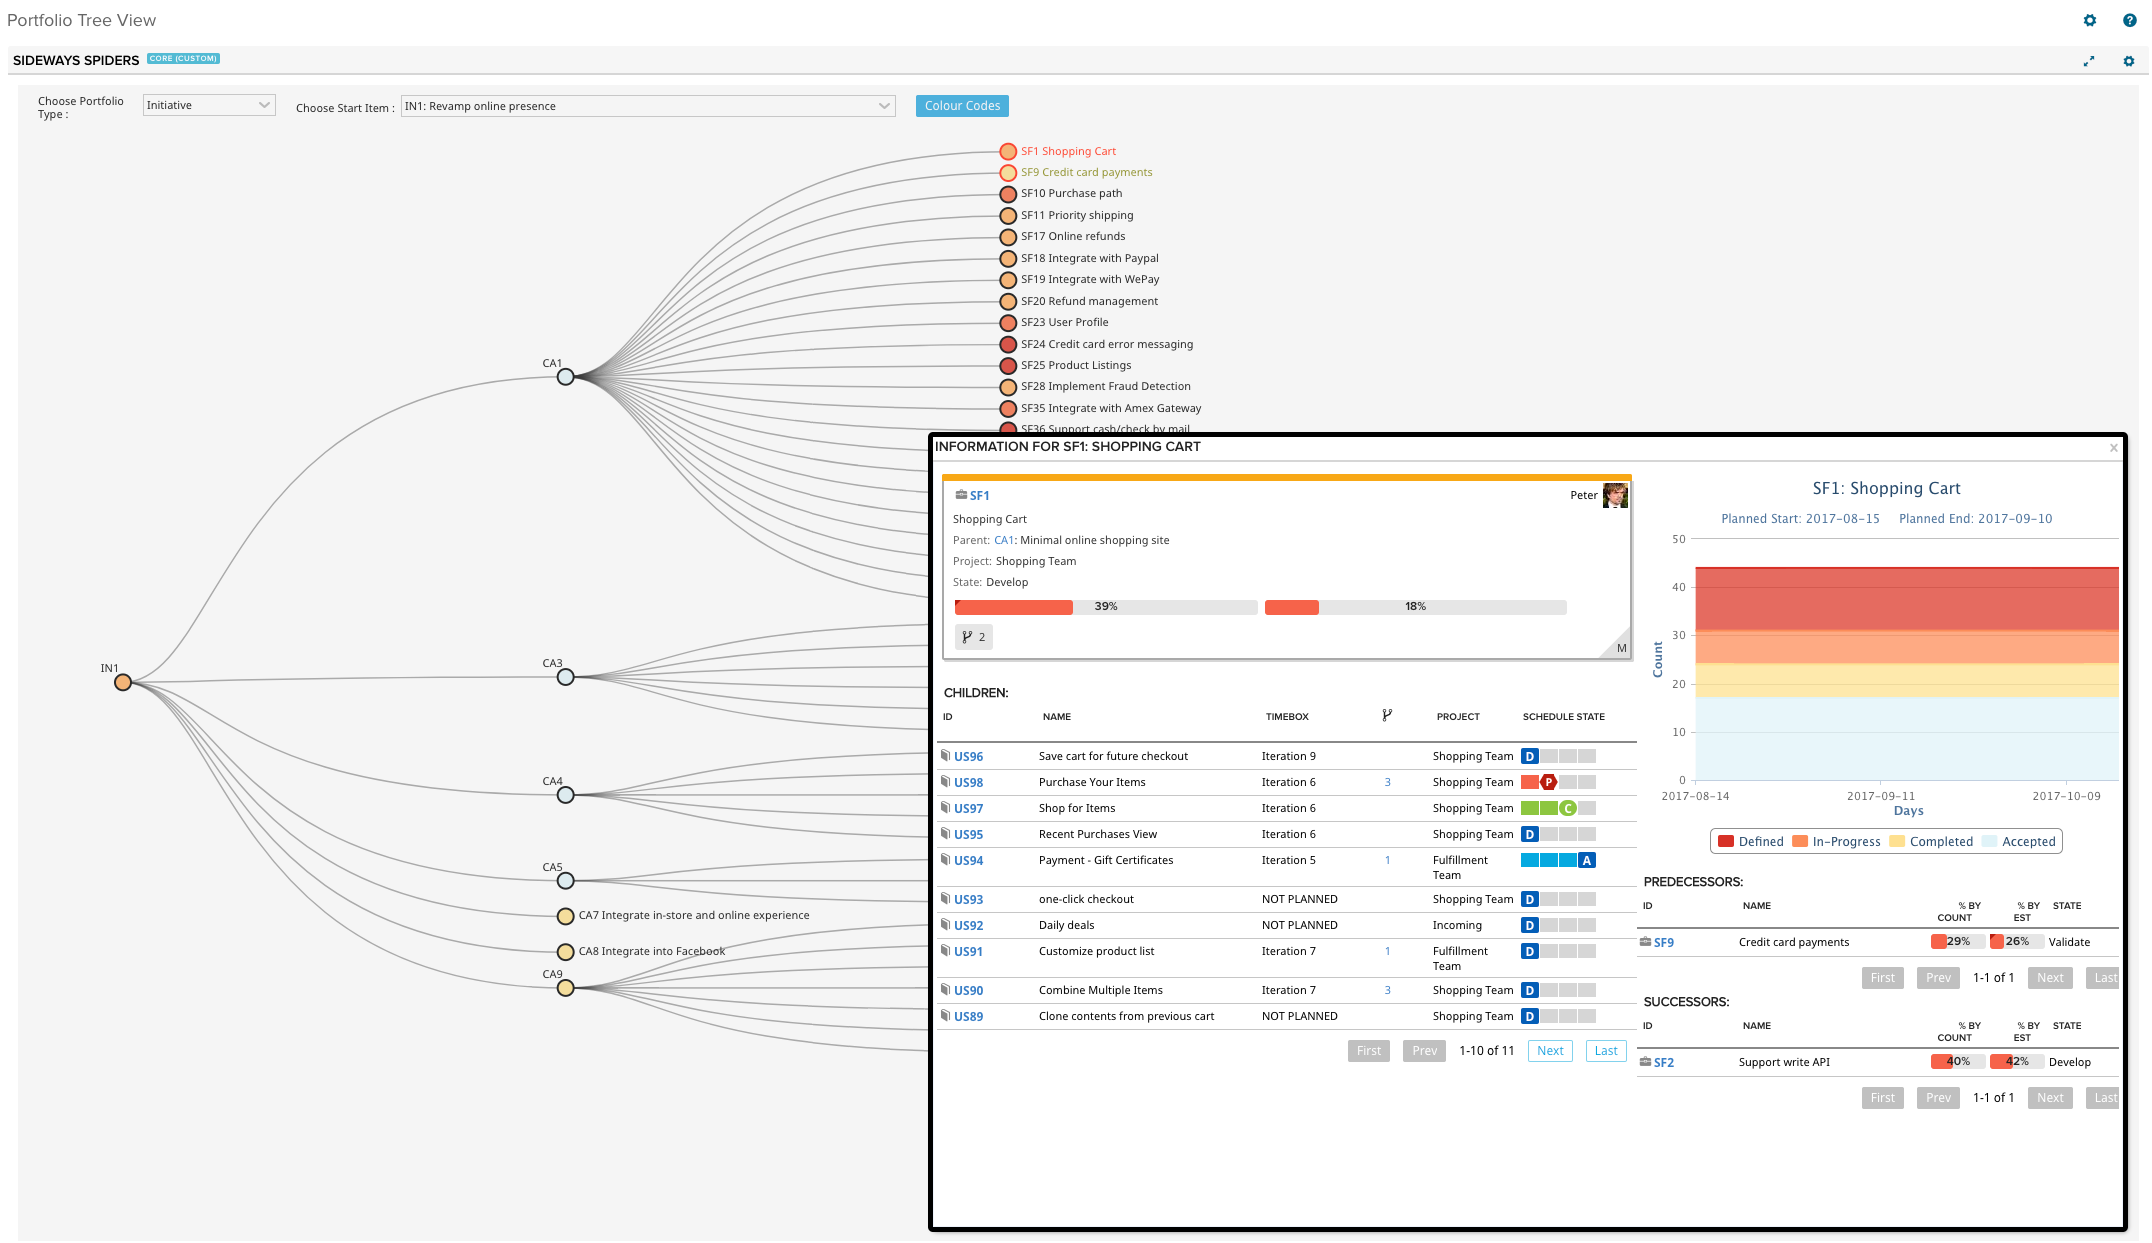 Portfolio Tree View
SIDEWAYS SPIDERS CORE (CUSTOM)
Choose Portfolio
Type :
Initiative
Choose Start Item :
IN1: Revamp online presence
Colour Codes
SF1 Shopping Cart
SF9 Credit card payments
SF10 Purchase path
SF11 Priority shipping
SF17 Online refunds
SF18 Integrate with Paypal
SF19 Integrate with WePay
SF20 Refund management
SF23 User Profile
SF24 Credit card error messaging
SF25 Product Listings
SF28 Implement Fraud Detection
SF35 Integrate with Amex Gateway
SF36 Support cash/check by mail
CA1
IN1
CA3
CA4
CA5
CA7 Integrate in-store and online experience
CA8 Integrate into Facebook
CA9
INFORMATION FOR SF1: SHOPPING CART
x
SF1
Peter
Shopping Cart
Parent: CA1: Minimal online shopping site
Project: Shopping Team
State: Develop
39% 18%
2
M
CHILDREN:
ID NAME TIMEBOX PROJECT SCHEDULE STATE
US96 Save cart for future checkout Iteration 9 Shopping Team D
US98 Purchase Your Items Iteration 6 3 Shopping Team P
US97 Shop for Items Iteration 6 Shopping Team C
US95 Recent Purchases View Iteration 6 Shopping Team D
US94 Payment - Gift Certificates Iteration 5 1 Fulfillment A
Team
US93 one-click checkout NOT PLANNED Shopping Team D
US92 Daily deals NOT PLANNED Incoming D
US91 Customize product list Iteration 7 1 Fulfillment D
Team
US90 Combine Multiple Items Iteration 7 3 Shopping Team D
US89 Clone contents from previous cart NOT PLANNED Shopping Team D
First Prev 1-10 of 11 Next Last
SF1: Shopping Cart
Planned Start: 2017-08-15 Planned End: 2017-09-10
50
40
30
20
10
0
Count
2017-08-14 2017-09-11 2017-10-09
Days
Defined In-Progress Completed Accepted
PREDECESSORS:
ID NAME % BY COUNT % BY EST STATE
SF9 Credit card payments 29% 26% Validate
First Prev 1-1 of 1 Next Last
SUCCESSORS:
ID NAME % BY COUNT % BY EST STATE
SF2 Support write API 40% 42% Develop
First Prev 1-1 of 1 Next Last